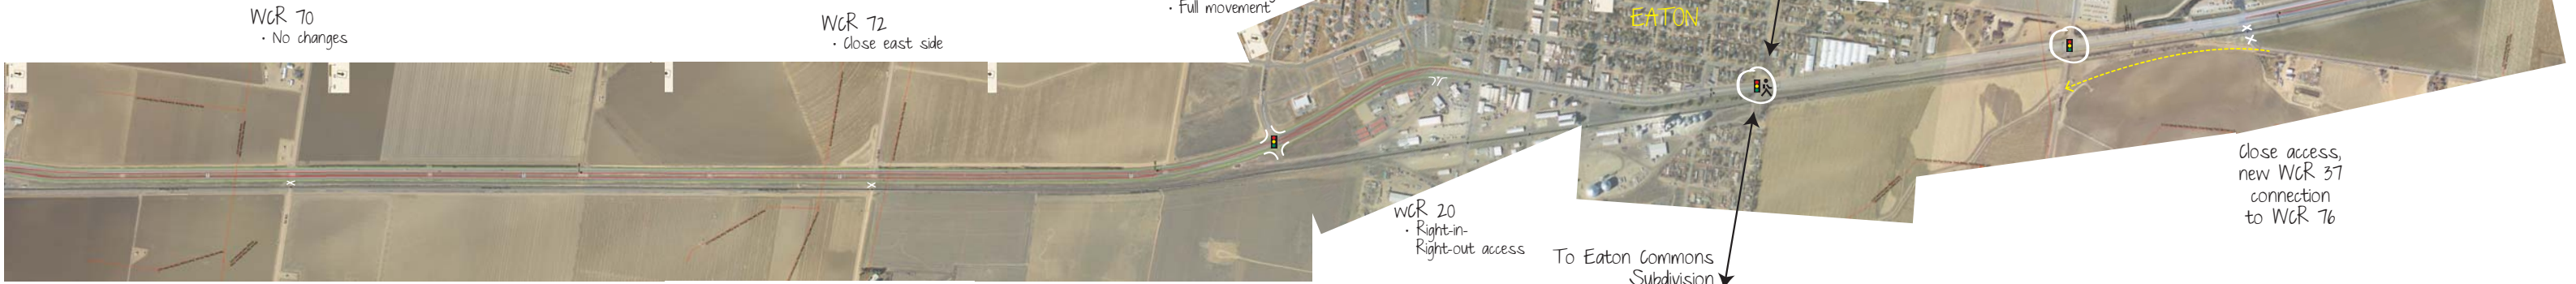 WCR 70
• No changes
WCR 72
• Close east side
• Full movement
EATON
WCR 20
• Right-in-
Right-out access
To Eaton Commons
Subdivision
Close access,
new WCR 37
connection
to WCR 76